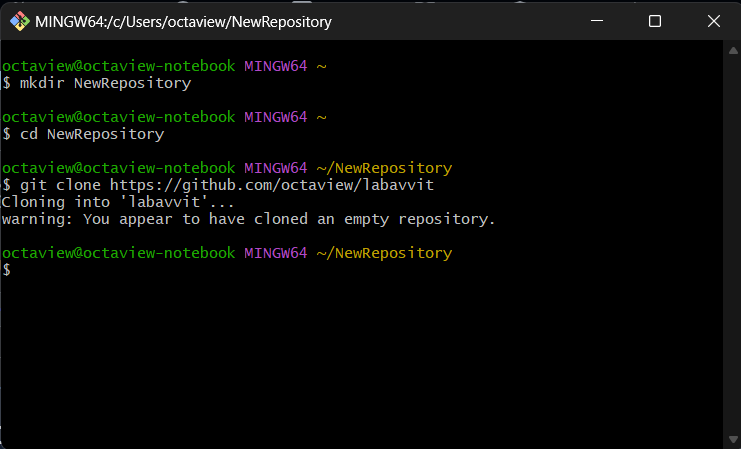 MINGW64:/c/Users/octaview/NewRepository
octaview@octaview-notebook MINGW64 ~
$ mkdir NewRepository
octaview@octaview-notebook MINGW64 ~
$ cd NewRepository
octaview@octaview-notebook MINGW64 ~/NewRepository
$ git clone https://github.com/octaview/labavvit
Cloning into 'labavvit'...
warning: You appear to have cloned an empty repository.
octaview@octaview-notebook MINGW64 ~/NewRepository
$